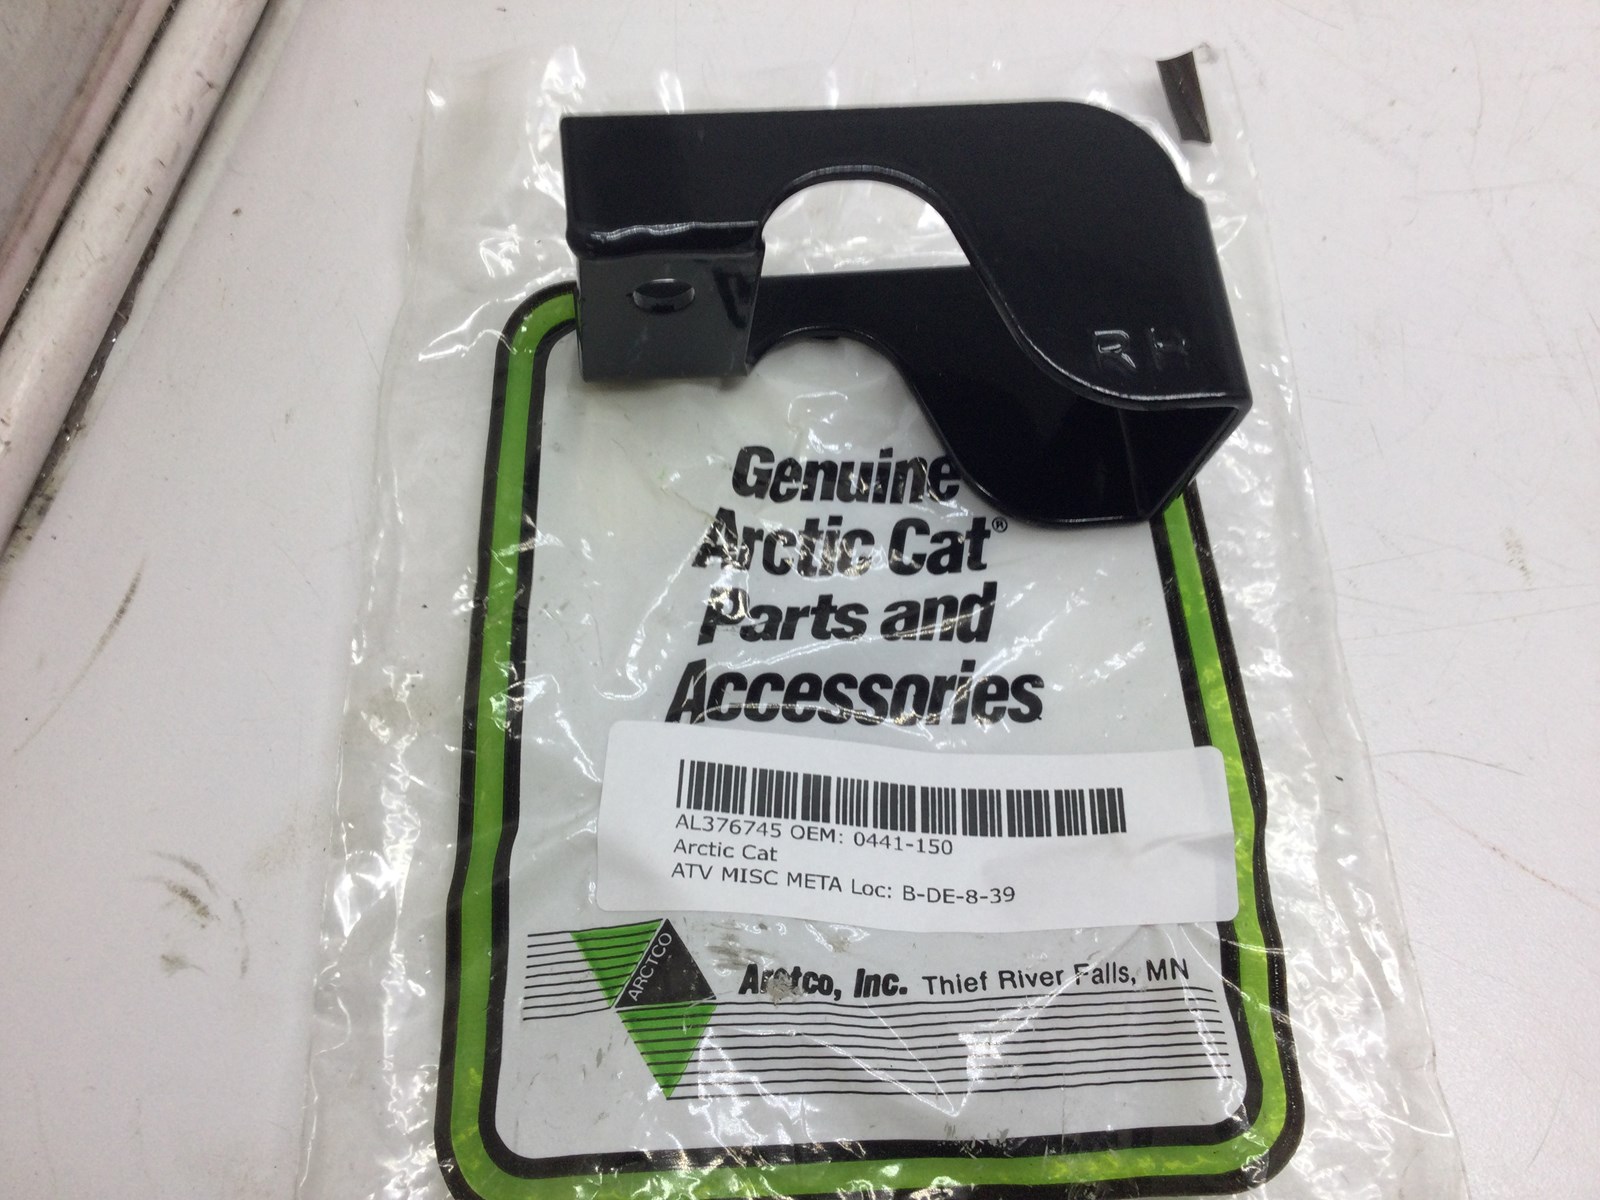 RH
Genuine
Arctic Cat®
Parts and
Accessories
AL376745 OEM: 0441-150
Arctic Cat
ATV MISC META Loc: B-DE-8-39
ARCTCO
Arctco, Inc. Thief River Falls, MN